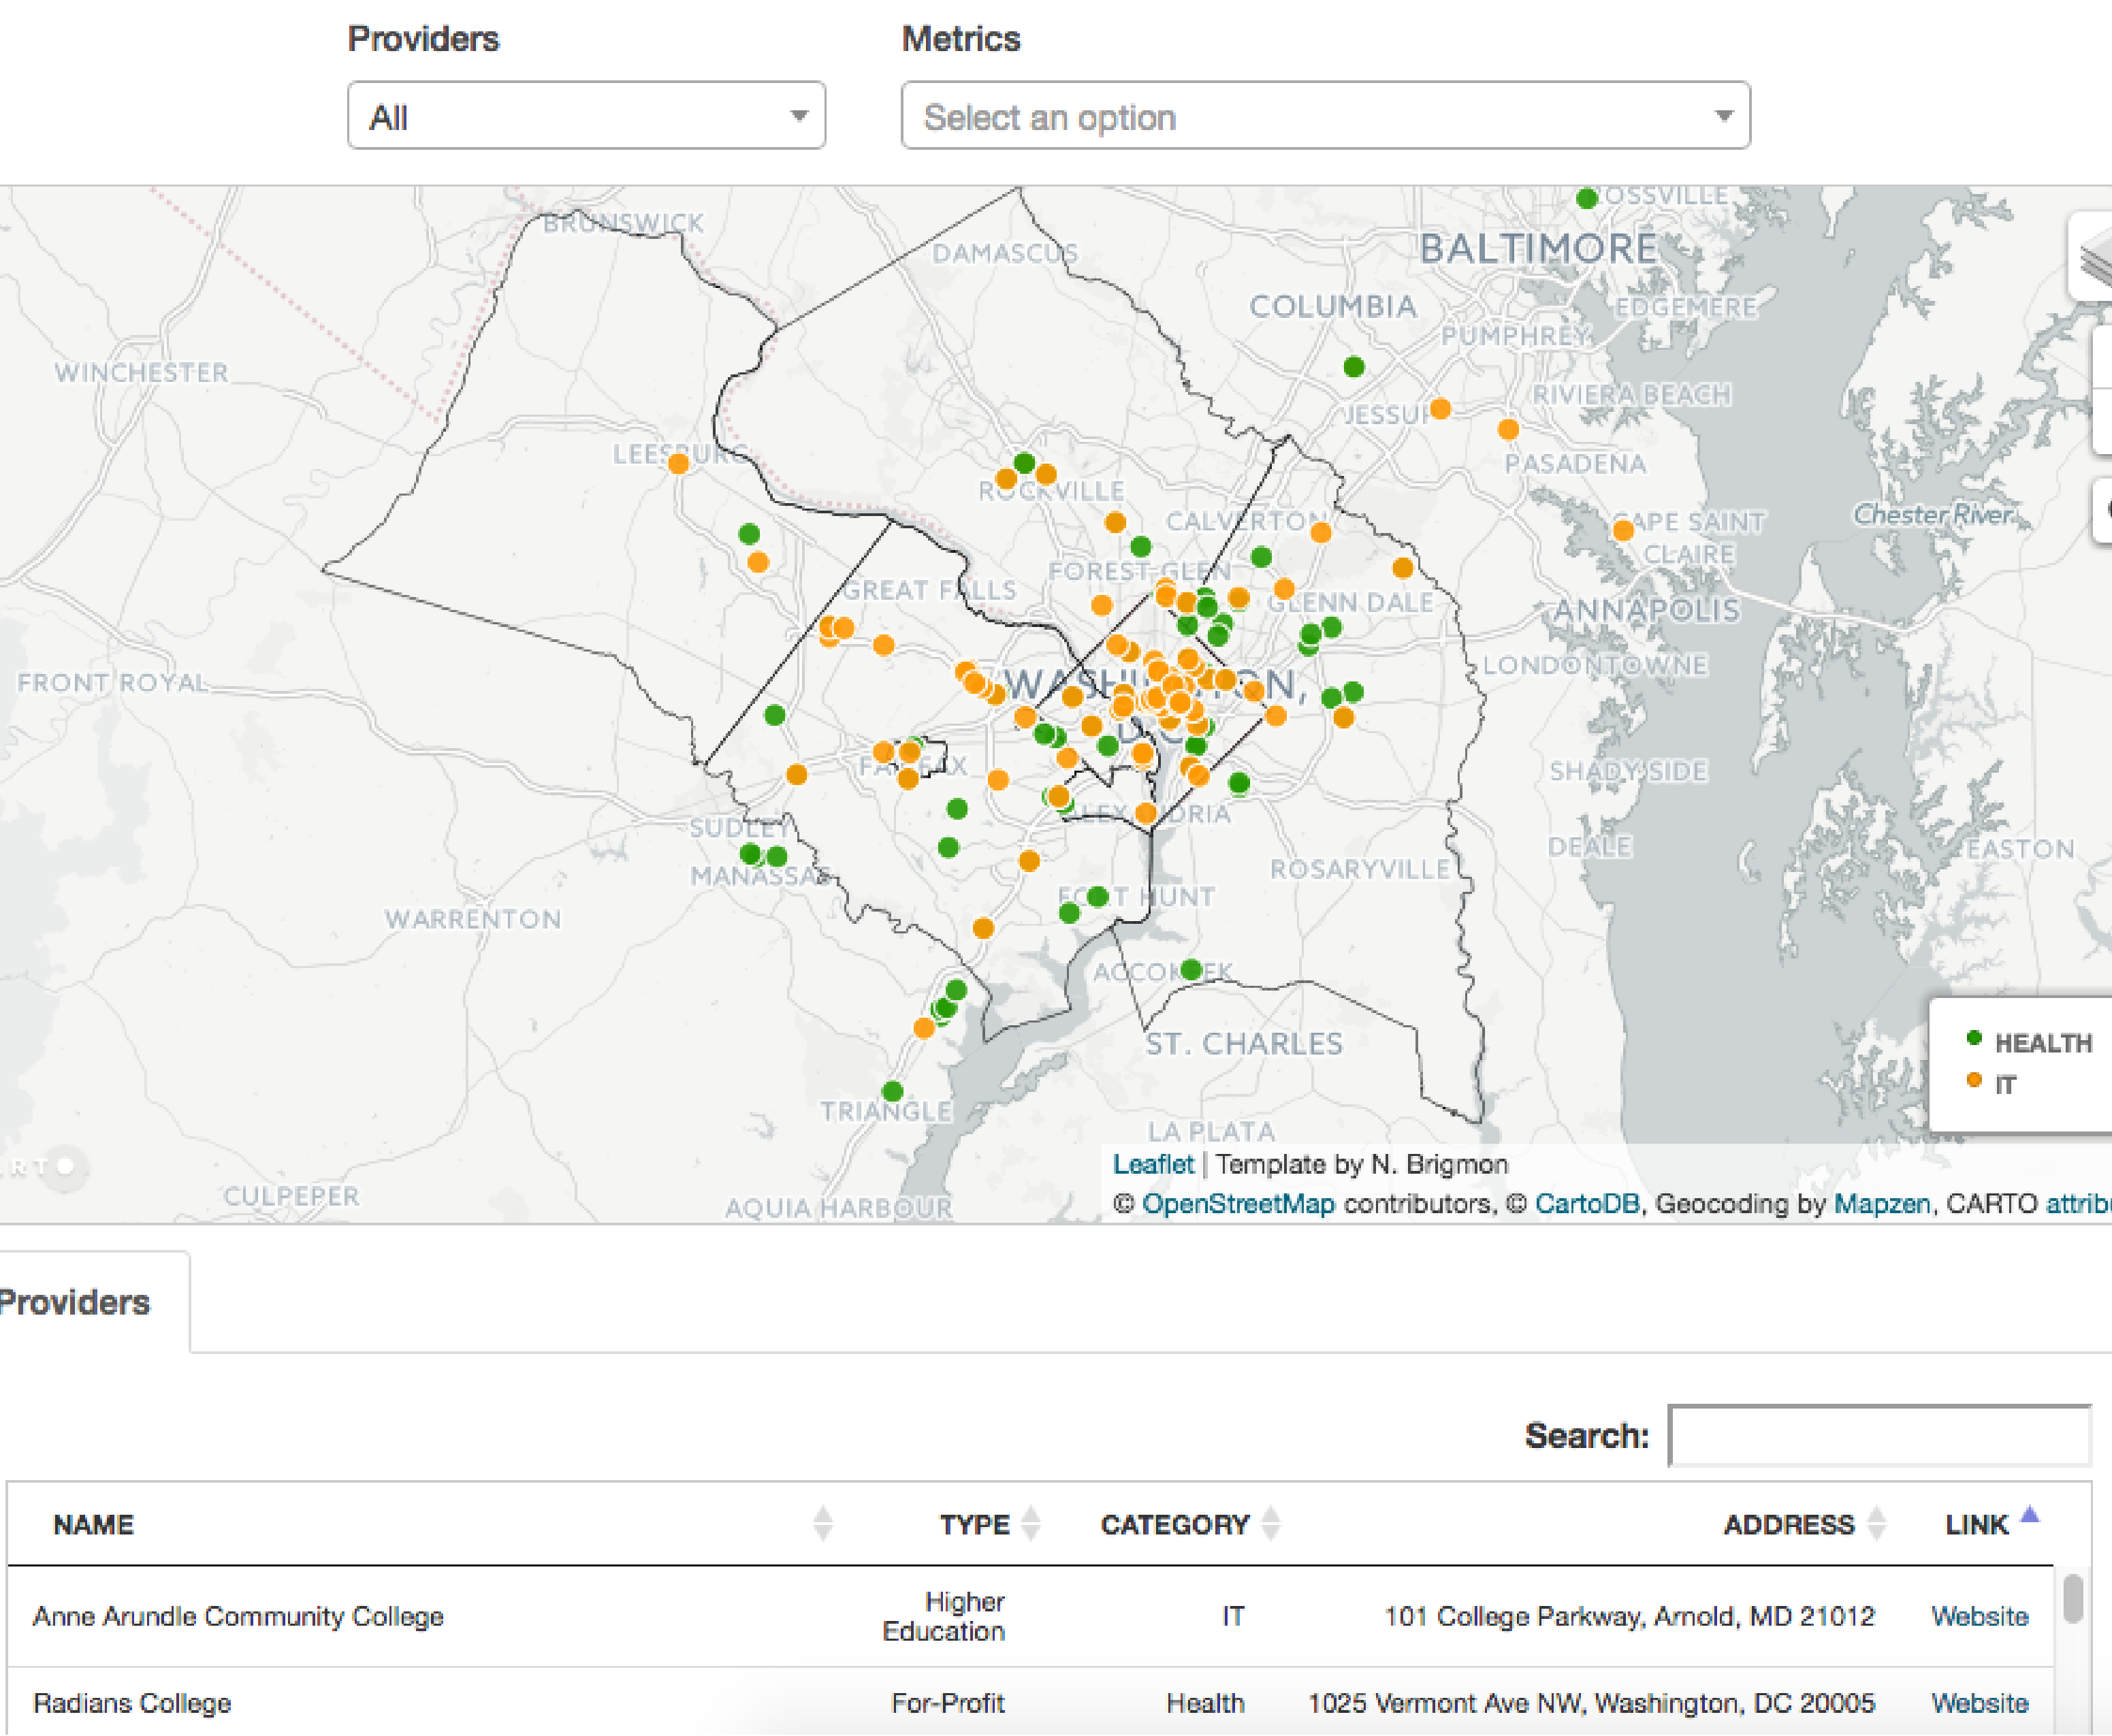 Providers
Metrics
All
Select an option
BRUNSWICK
DAMASCUS
OSSVILLE
BALTIMORE
COLUMBIA
EDGEMERE
PUMPHREY
WINCHESTER
RIVIERA BEACH
JESSUP
LEESBURG
PASADENA
ROCKVILLE
CALVERTON
CAPE SAINT
CLAIRE
Chester River
FOREST GLEN
GREAT FALLS
GLENN DALE
ANNAPOLIS
FRONT ROYAL
WASHINGTON,
D.C.
LONDONTOWNE
FAIRFAX
SHADY SIDE
ALEXANDRIA
SUDLEY
MANASSAS
DEALE
EASTON
ROSARYVILLE
WARRENTON
FORT HUNT
ACCOKEEK
ST. CHARLES
HEALTH
IT
TRIANGLE
LA PLATA
RT
CULPEPER
AQUIA HARBOUR
Leaflet | Template by N. Brigmon
© OpenStreetMap contributors, © CartoDB, Geocoding by Mapzen, CARTO attrib
Providers
Search:
NAME TYPE CATEGORY ADDRESS LINK
Anne Arundle Community College Higher Education IT 101 College Parkway, Arnold, MD 21012 Website
Radians College For-Profit Health 1025 Vermont Ave NW, Washington, DC 20005 Website